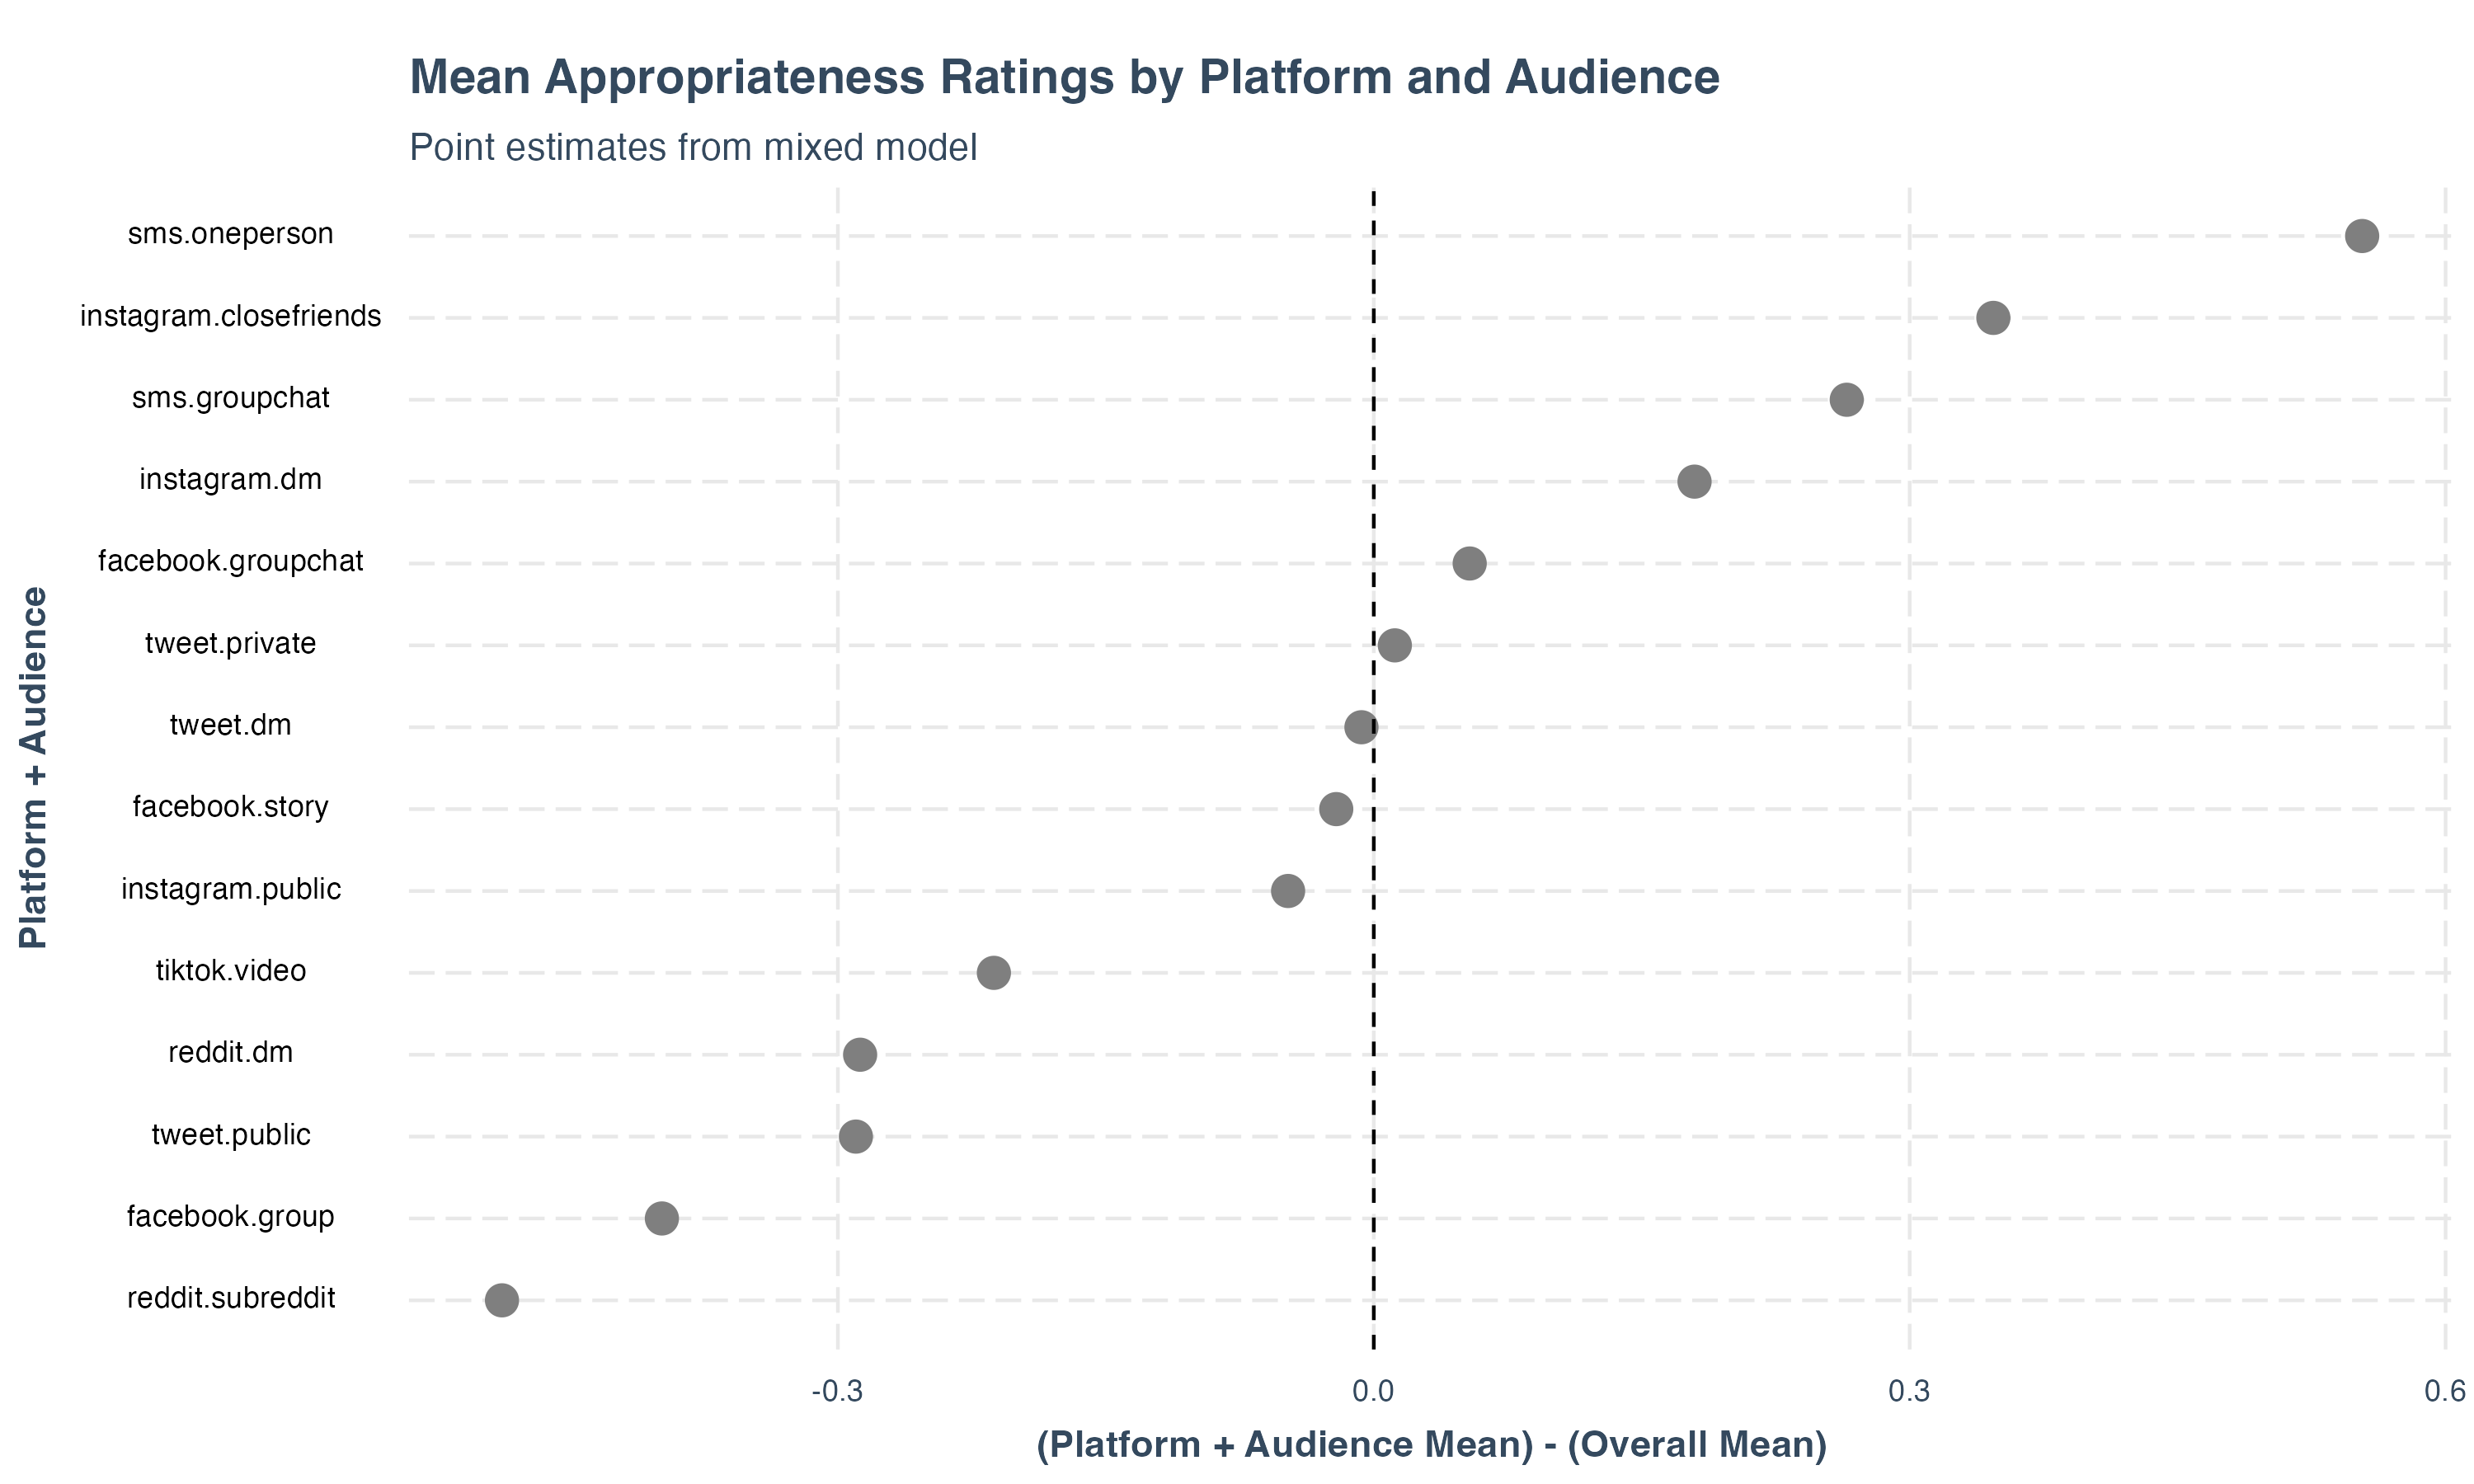 Mean Appropriateness Ratings by Platform and Audience
Point estimates from mixed model
Platform + Audience
sms.oneperson
instagram.closefriends
sms.groupchat
instagram.dm
facebook.groupchat
tweet.private
tweet.dm
facebook.story
instagram.public
tiktok.video
reddit.dm
tweet.public
facebook.group
reddit.subreddit
-0.3 0.0 0.3 0.6
(Platform + Audience Mean) - (Overall Mean)